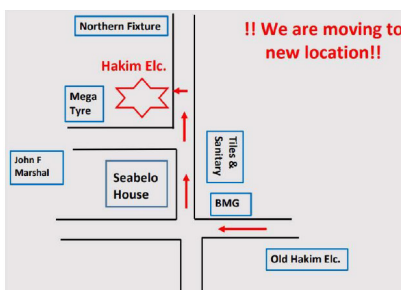 Northern Fixture
!! We are moving to
new location!!
Hakim Elc.
Mega
Tyre
Tiles &
Sanitary
John F
Marshal
Seabelo
House
BMG
Old Hakim Elc.